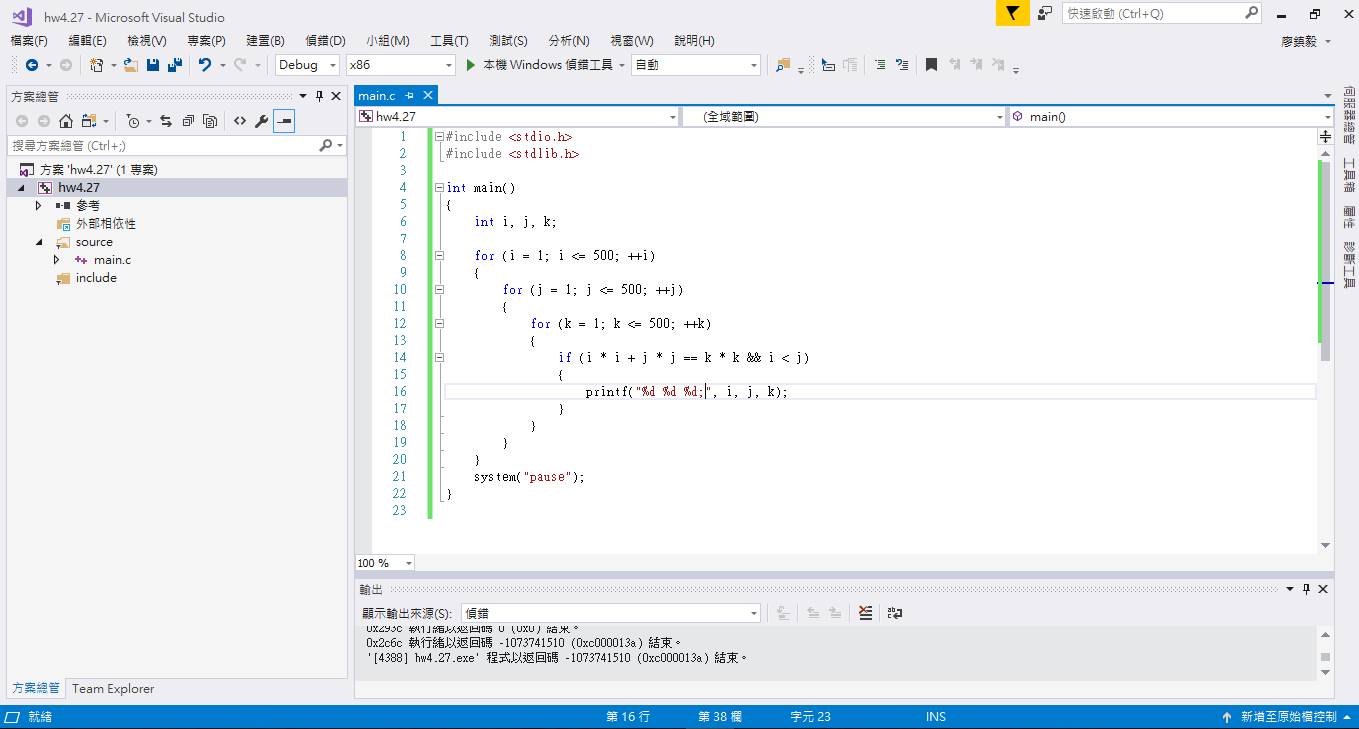 hw4.27 - Microsoft Visual Studio
快速啟動 (Ctrl+Q)
檔案(F) 編輯(E) 檢視(V) 專案(P) 建置(B) 偵錯(D) 小組(M) 工具(T) 測試(S) 分析(N) 視窗(W) 說明(H)
Debug x86 本機 Windows 偵錯工具 自動
方案總管
搜尋方案總管 (Ctrl+;)
方案 'hw4.27' (1 專案)
hw4.27
參考
外部相依性
source
main.c
include
方案總管 Team Explorer
main.c
hw4.27 (全域範圍) main()
1 #include <stdio.h>
2 #include <stdlib.h>
3
4 int main()
5 {
6 int i, j, k;
7
8 for (i = 1; i <= 500; ++i)
9 {
10 for (j = 1; j <= 500; ++j)
11 {
12 for (k = 1; k <= 500; ++k)
13 {
14 if (i * i + j * j == k * k && i < j)
15 {
16 printf("%d %d %d;", i, j, k);
17 }
18 }
19 }
20 }
21 system("pause");
22 }
23
100 %
輸出
顯示輸出來源(S): 偵錯
0x293c 執行緒以返回碼 0 (0x0) 結束。
0x2c6c 執行緒以返回碼 -1073741510 (0xc000013a) 結束。
'[4388] hw4.27.exe' 程式以返回碼 -1073741510 (0xc000013a) 結束。
伺服器總管
工具箱
屬性
診斷工具
就緒 第 16 行 第 38 欄 字元 23 INS 新增至原始檔控制